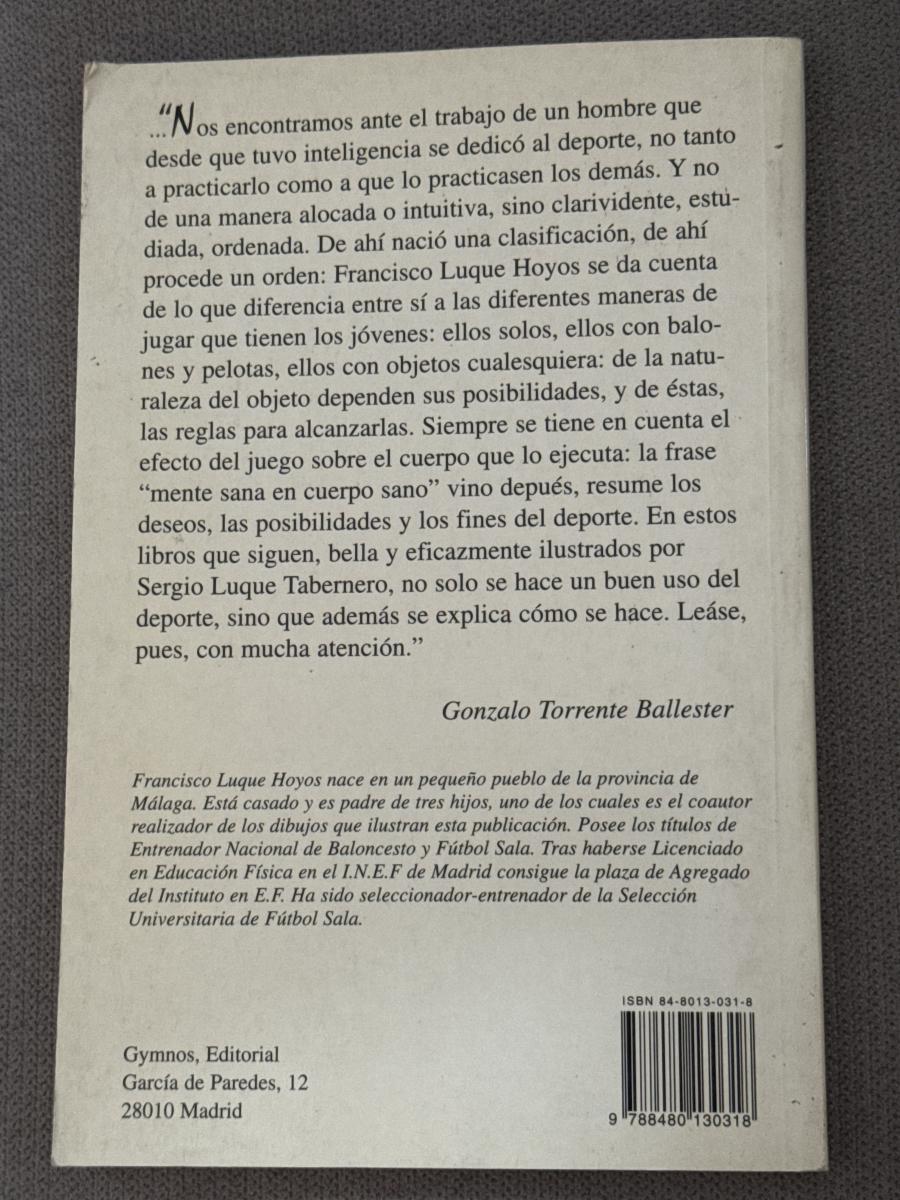 ..."Nos encontramos ante el trabajo de un hombre que
desde que tuvo inteligencia se dedicó al deporte, no tanto
a practicarlo como a que lo practicasen los demás. Y no
de una manera alocada o intuitiva, sino clarividente, estu-
diada, ordenada. De ahí nació una clasificación, de ahí
procede un orden: Francisco Luque Hoyos se da cuenta
de lo que diferencia entre sí a las diferentes maneras de
jugar que tienen los jóvenes: ellos solos, ellos con balo-
nes y pelotas, ellos con objetos cualesquiera: de la natu-
raleza del objeto dependen sus posibilidades, y de éstas,
las reglas para alcanzarlas. Siempre se tiene en cuenta el
efecto del juego sobre el cuerpo que lo ejecuta: la frase
“mente sana en cuerpo sano” vino depués, resume los
deseos, las posibilidades y los fines del deporte. En estos
libros que siguen, bella y eficazmente ilustrados por
Sergio Luque Tabernero, no solo se hace un buen uso del
deporte, sino que además se explica cómo se hace. Leáse,
pues, con mucha atención.”
Gonzalo Torrente Ballester
Francisco Luque Hoyos nace en un pequeño pueblo de la provincia de
Málaga. Está casado y es padre de tres hijos, uno de los cuales es el coautor
realizador de los dibujos que ilustran esta publicación. Posee los títulos de
Entrenador Nacional de Baloncesto y Fútbol Sala. Tras haberse Licenciado
en Educación Física en el I.N.E.F de Madrid consigue la plaza de Agregado
del Instituto en E.F. Ha sido seleccionador-entrenador de la Selección
Universitaria de Fútbol Sala.
ISBN 84-8013-031-8
Gymnos, Editorial
García de Paredes, 12
28010 Madrid
9 788480 130318